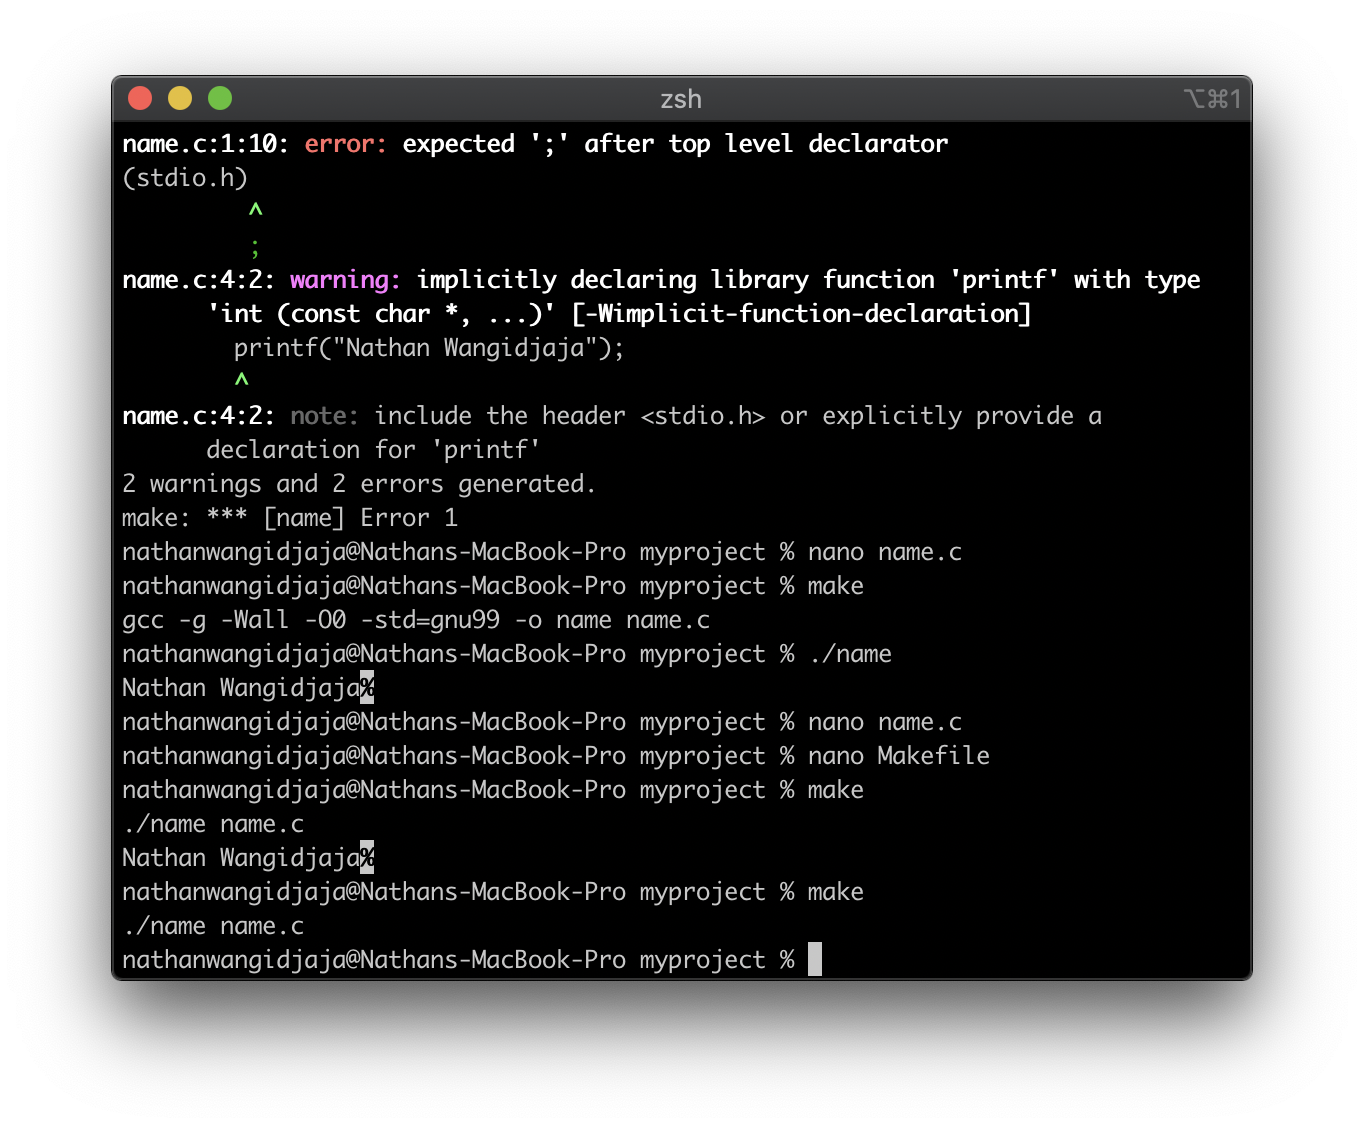 zsh
⌥⌘1
name.c:1:10: error: expected ';' after top level declarator
(stdio.h)
^
;
name.c:4:2: warning: implicitly declaring library function 'printf' with type
'int (const char *, ...)' [-Wimplicit-function-declaration]
printf("Nathan Wangidjaja");
^
name.c:4:2: note: include the header <stdio.h> or explicitly provide a
declaration for 'printf'
2 warnings and 2 errors generated.
make: *** [name] Error 1
nathanwangidjaja@Nathans-MacBook-Pro myproject % nano name.c
nathanwangidjaja@Nathans-MacBook-Pro myproject % make
gcc -g -Wall -O0 -std=gnu99 -o name name.c
nathanwangidjaja@Nathans-MacBook-Pro myproject % ./name
Nathan Wangidjaja%
nathanwangidjaja@Nathans-MacBook-Pro myproject % nano name.c
nathanwangidjaja@Nathans-MacBook-Pro myproject % nano Makefile
nathanwangidjaja@Nathans-MacBook-Pro myproject % make
./name name.c
Nathan Wangidjaja%
nathanwangidjaja@Nathans-MacBook-Pro myproject % make
./name name.c
nathanwangidjaja@Nathans-MacBook-Pro myproject %